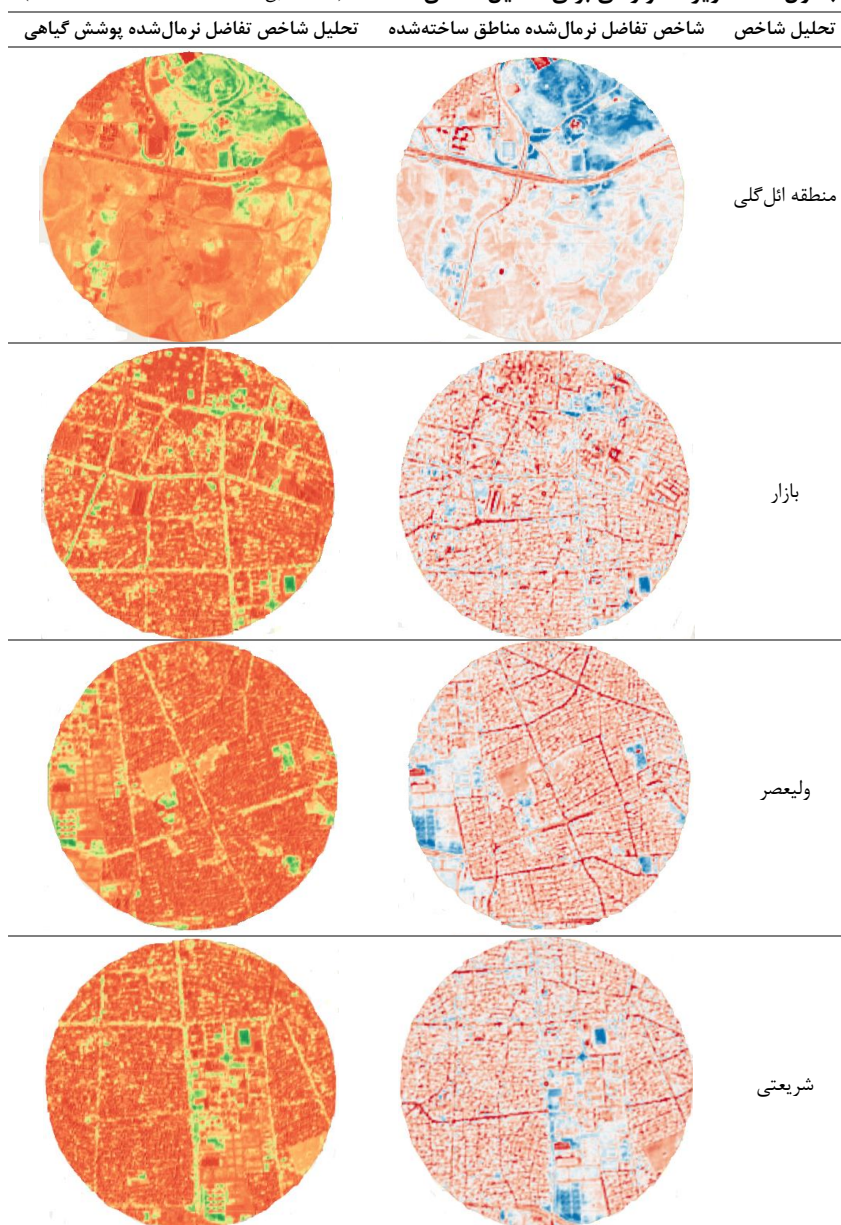 تحلیل شاخص شاخص تفاضل نرمال‌شده مناطق ساخته‌شده تحلیل شاخص تفاضل نرمال‌شده پوشش گیاهی
منطقه ائل‌گلی
بازار
ولیعصر
شریعتی